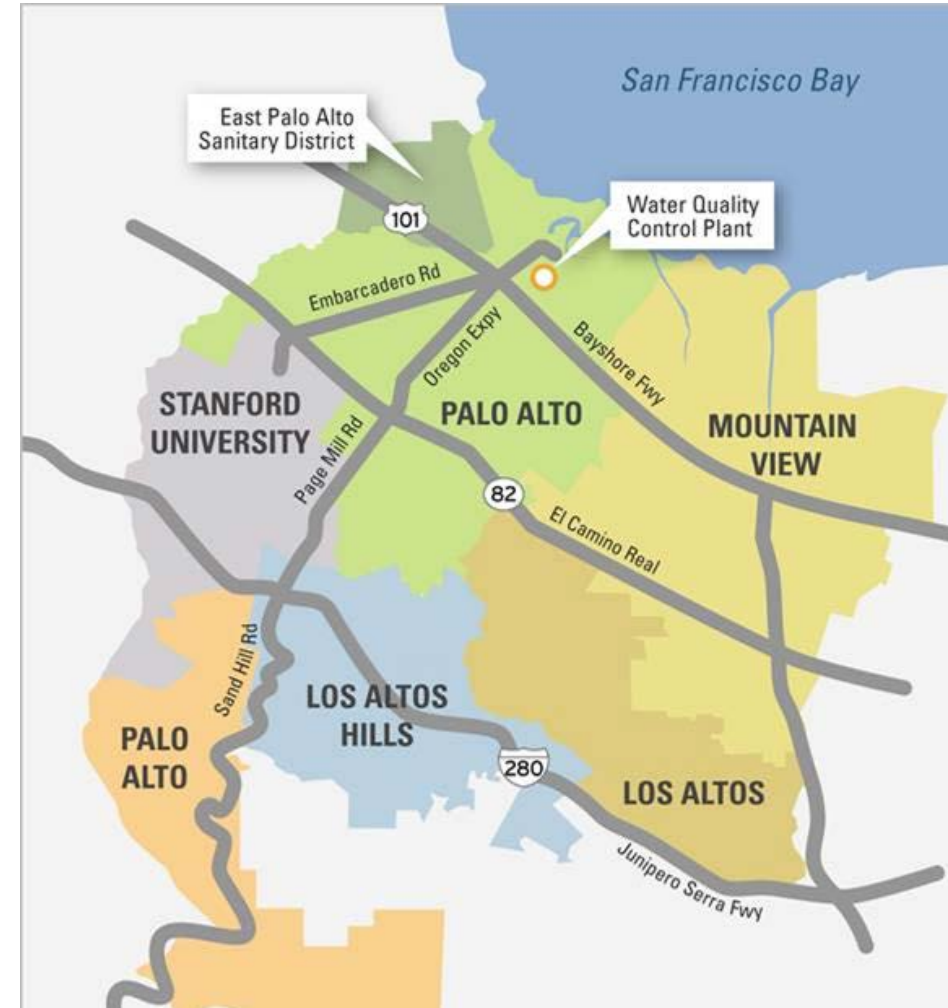 San Francisco Bay
East Palo Alto
Sanitary District
Water Quality
Control Plant
101
Embarcadero Rd
Oregon Expy
Bayshore Fwy
STANFORD
UNIVERSITY
PALO ALTO
MOUNTAIN
VIEW
Page Mill Rd
82
El Camino Real
Sand Hill Rd
LOS ALTOS
HILLS
PALO
ALTO
280
LOS ALTOS
Junipero Serra Fwy